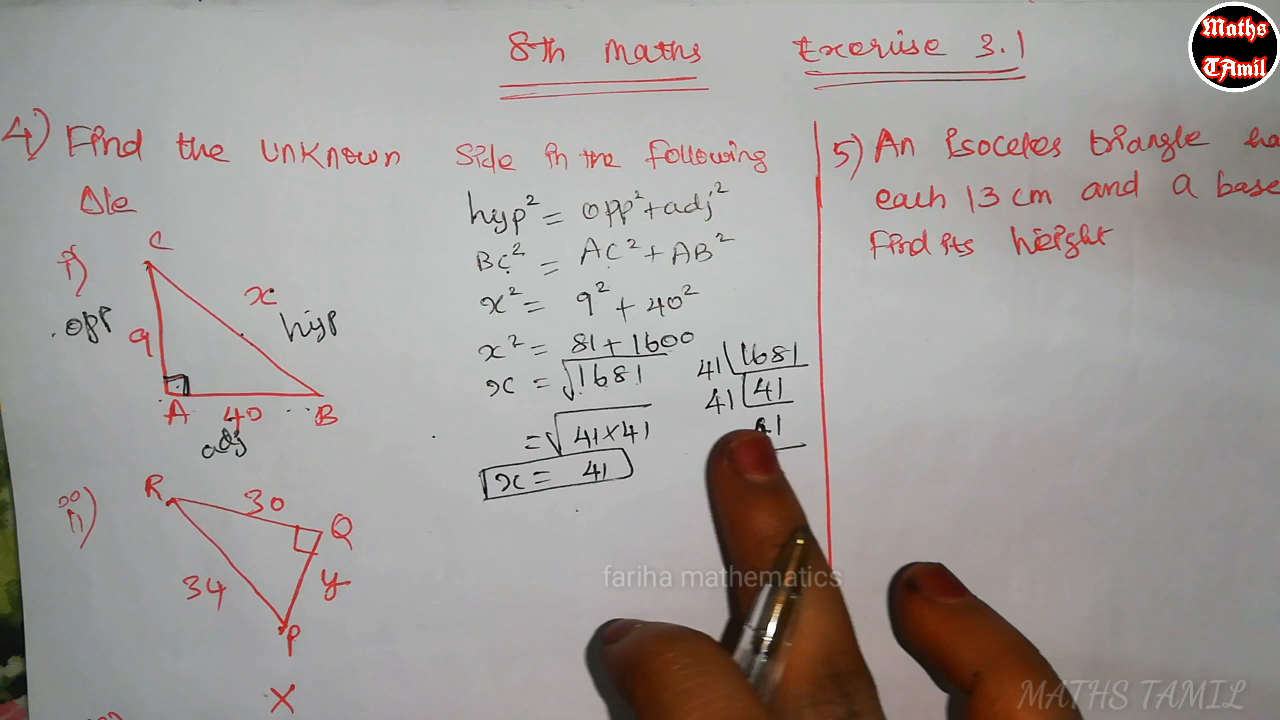 Maths
TAmil
8th maths Exerise 3.1
4) Find the unknown side in the following
Δle
i)
C
opp
9
x
hyp
A 40 B
adj
hyp² = opp² + adj²
BC² = AC² + AB²
x² = 9² + 40²
x² = 81 + 1600
x = √1681
= √41×41
x = 41
41 1681
41 41
ii)
R 30 Q
34 y
P
X
5) An isoceles triangle ha
each 13 cm and a base
Find its height
fariha mathematics
MATHS TAMIL